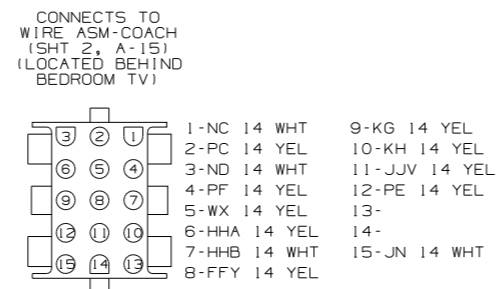 CONNECTS TO
WIRE ASM-COACH
(SHT 2, A-15)
(LOCATED BEHIND
BEDROOM TV)
3 2 1
6 5 4
9 8 7
12 11 10
15 14 13
1-NC 14 WHT
2-PC 14 YEL
3-ND 14 WHT
4-PF 14 YEL
5-WX 14 YEL
6-HHA 14 YEL
7-HHB 14 WHT
8-FFY 14 YEL
9-KG 14 YEL
10-KH 14 YEL
11-JJV 14 YEL
12-PE 14 YEL
13-
14-
15-JN 14 WHT